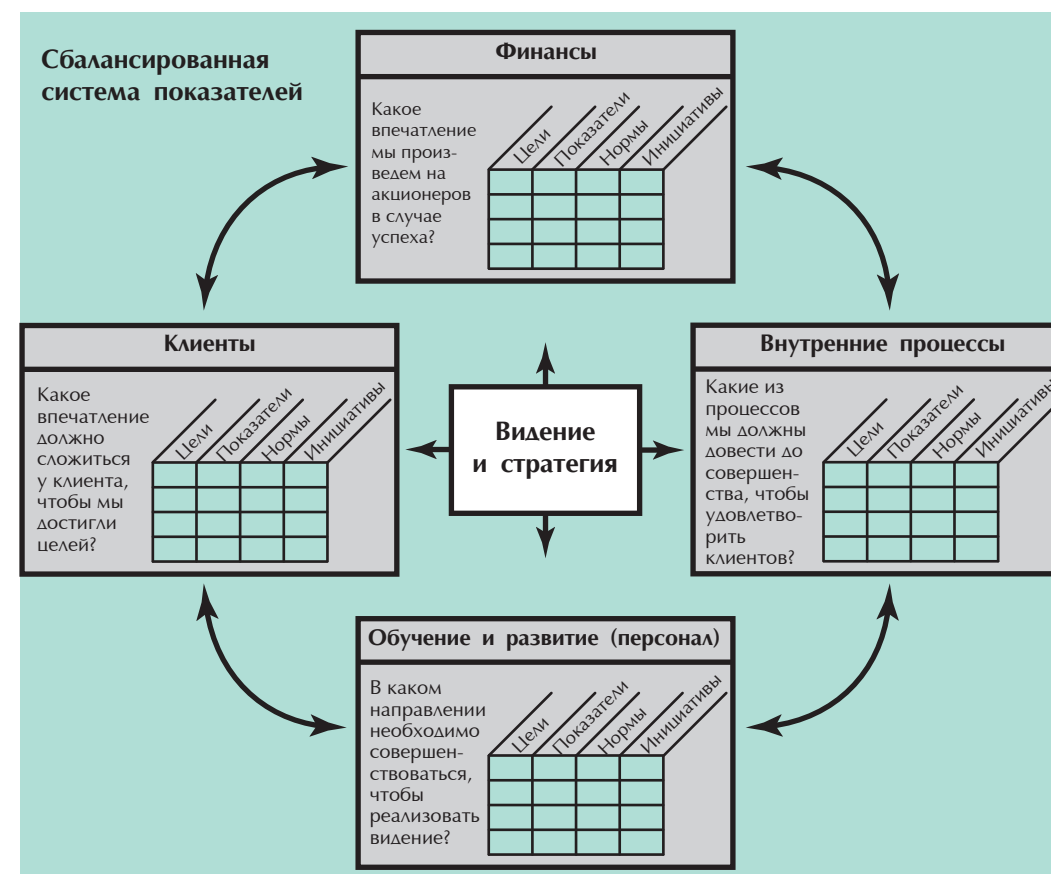 Сбалансированная
система показателей
Финансы
Какое
впечатление
мы произ-
ведем на
акционеров
в случае
успеха?
Цели
Показатели
Нормы
Инициативы
Клиенты
Какое
впечатление
должно
сложиться
у клиента,
чтобы мы
достигли
целей?
Цели
Показатели
Нормы
Инициативы
Видение
и стратегия
Внутренние процессы
Какие из
процессов
мы должны
довести до
совершен-
ства, чтобы
удовлетво-
рить
клиентов?
Цели
Показатели
Нормы
Инициативы
Обучение и развитие (персонал)
В каком
направлении
необходимо
совершен-
ствоваться,
чтобы
реализовать
видение?
Цели
Показатели
Нормы
Инициативы